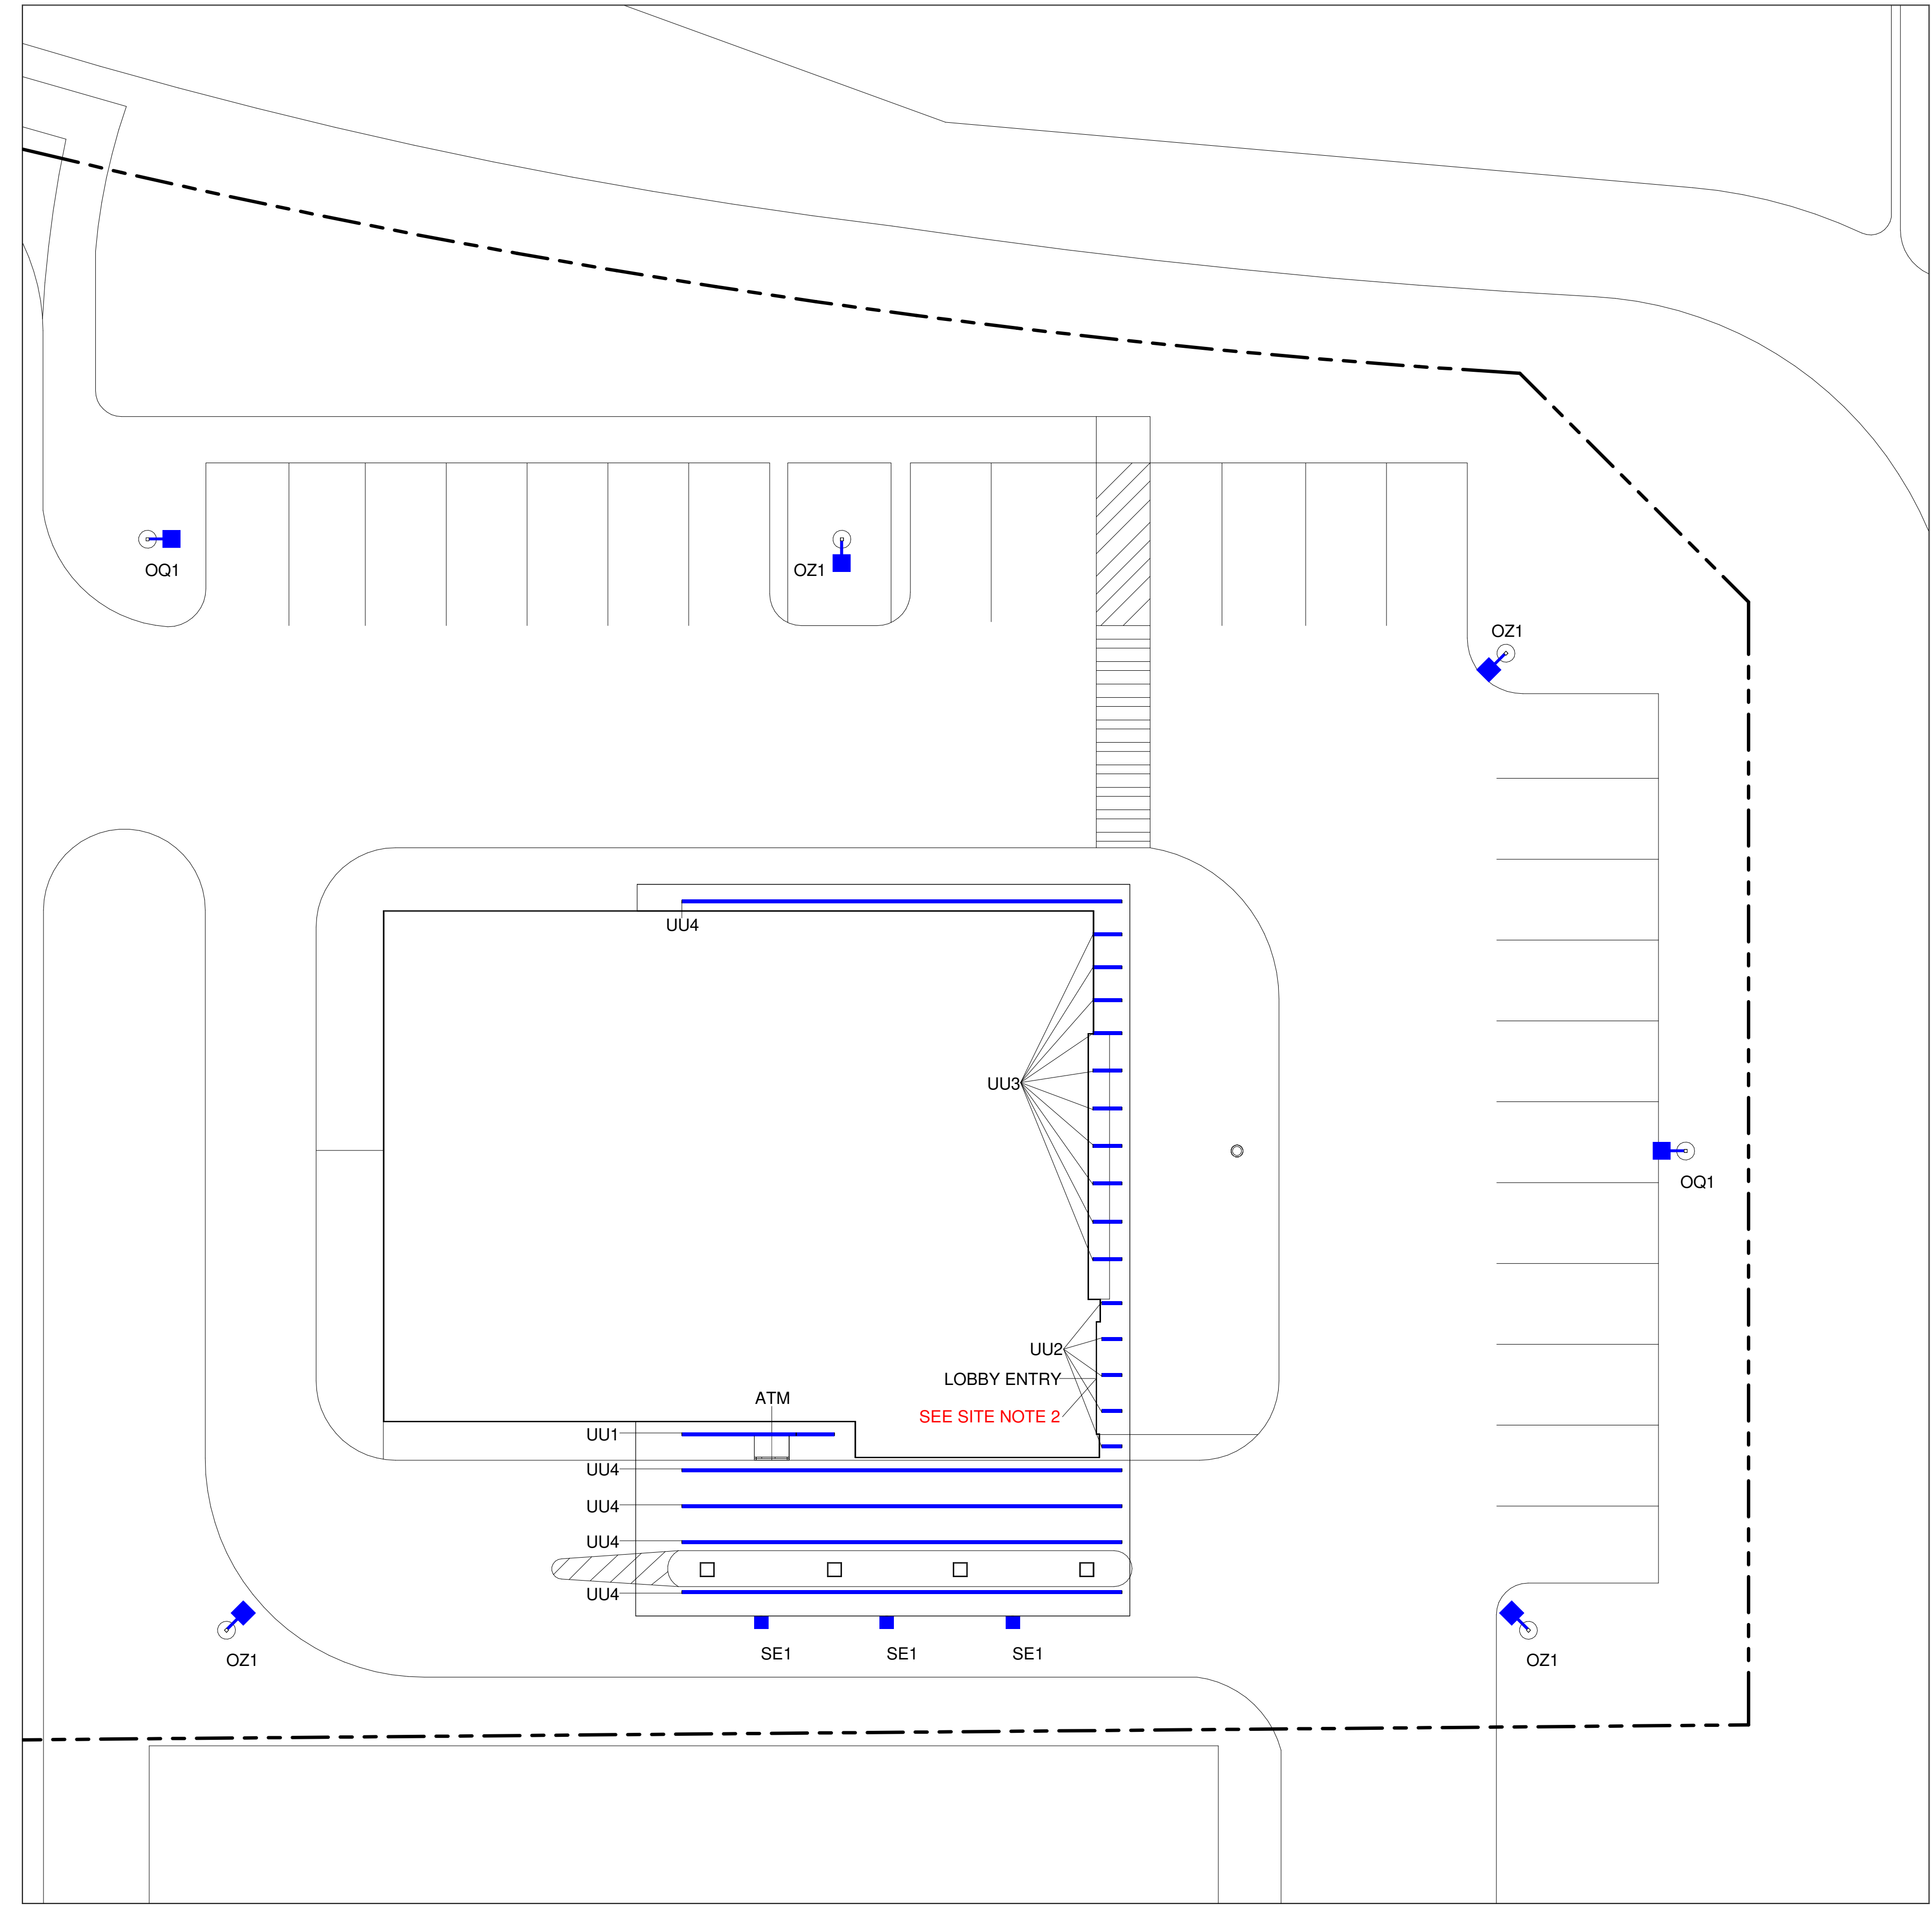 OQ1
OZ1
OZ1
UU4
UU3
OQ1
UU2
LOBBY ENTRY
ATM
SEE SITE NOTE 2
UU1
UU4
UU4
UU4
UU4
SE1
SE1
SE1
OZ1
OZ1